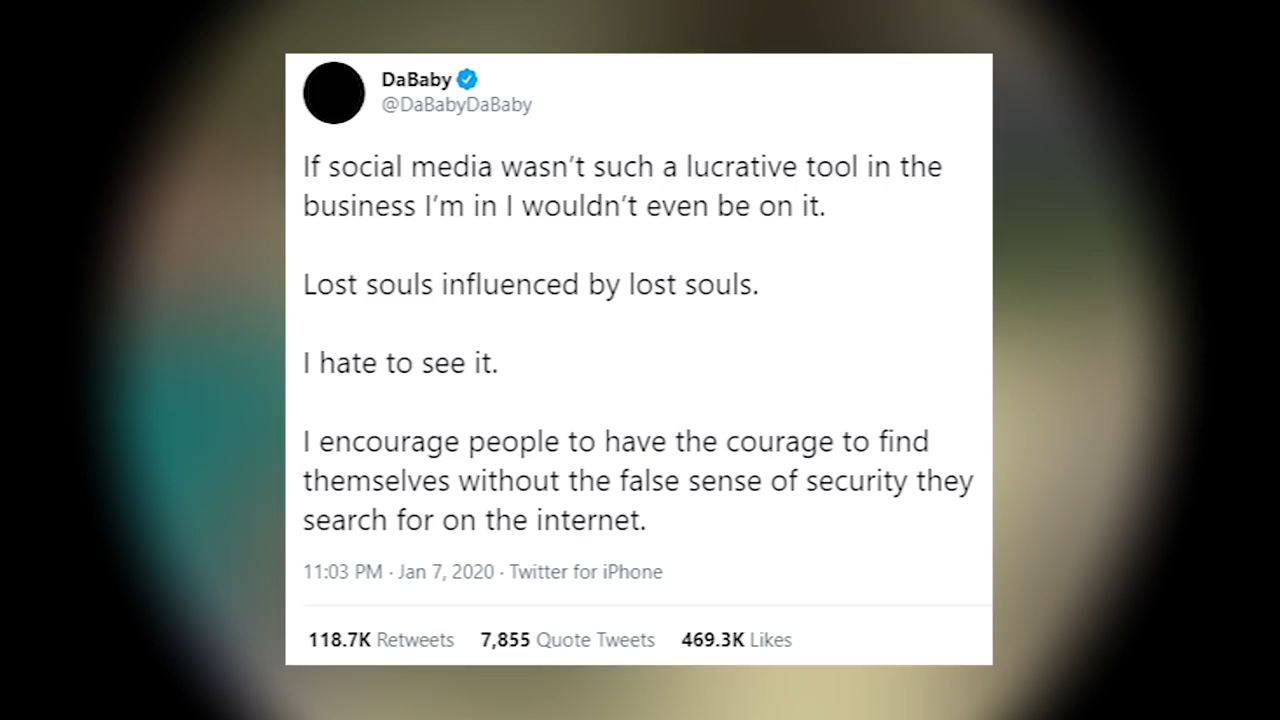 DaBaby
@DaBabyDaBaby
If social media wasn’t such a lucrative tool in the
business I’m in I wouldn’t even be on it.
Lost souls influenced by lost souls.
I hate to see it.
I encourage people to have the courage to find
themselves without the false sense of security they
search for on the internet.
11:03 PM · Jan 7, 2020 · Twitter for iPhone
118.7K Retweets 7,855 Quote Tweets 469.3K Likes